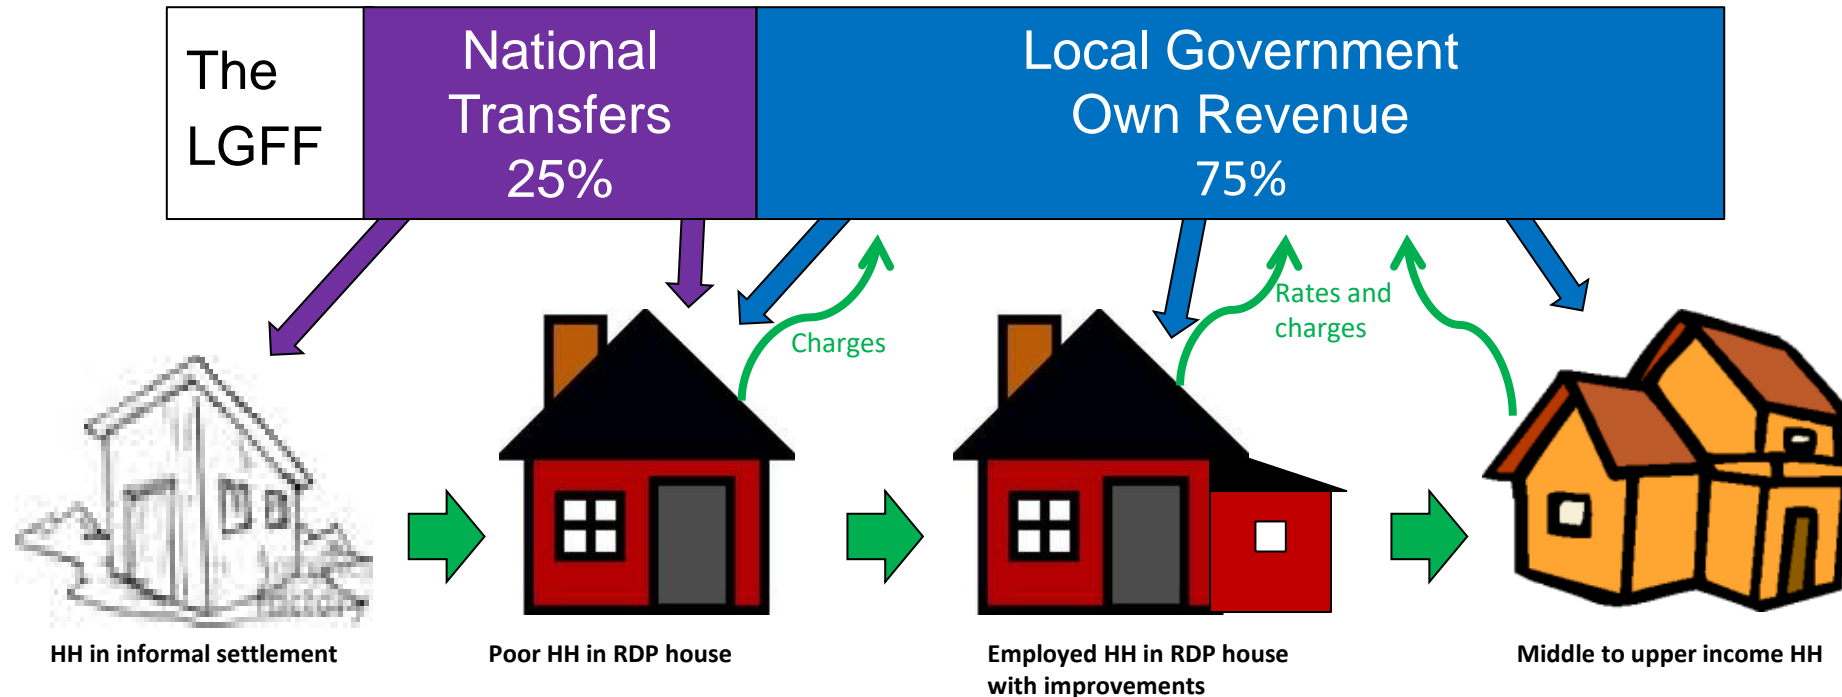 The
LGFF
National
Transfers
25%
Local Government
Own Revenue
75%
Charges
Rates and
charges
HH in informal settlement
Poor HH in RDP house
Employed HH in RDP house
with improvements
Middle to upper income HH